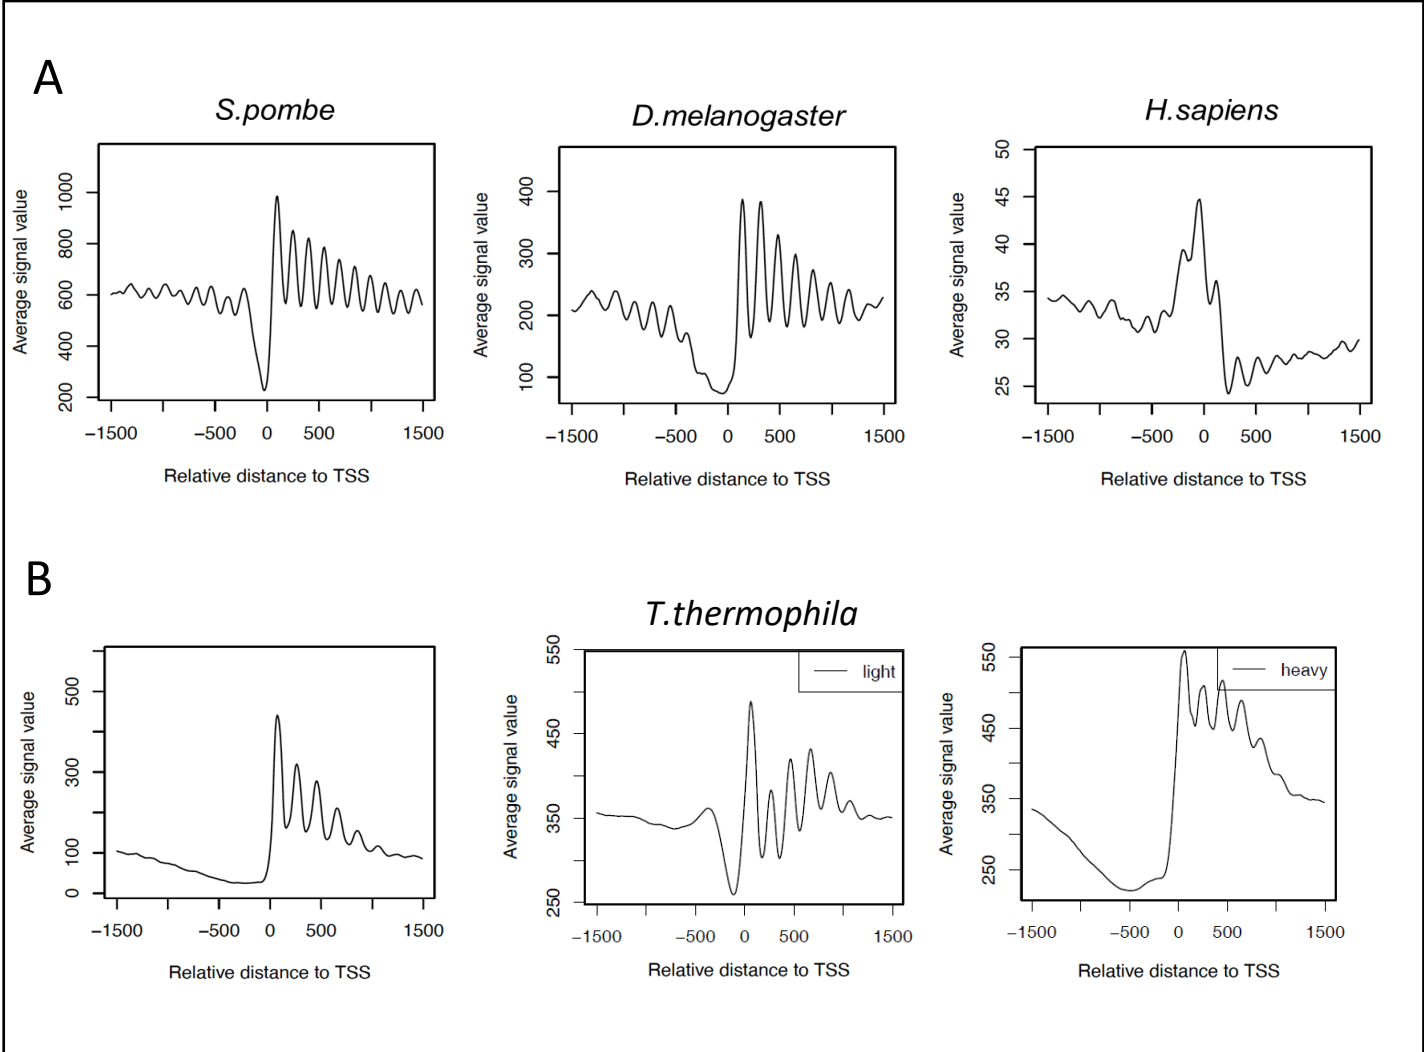 A
S.pombe
D.melanogaster
H.sapiens
Average signal value
200 400 600 800 1000
−1500 −500 0 500 1500
Relative distance to TSS
Average signal value
100 200 300 400
−1500 −500 0 500 1500
Relative distance to TSS
Average signal value
25 30 35 40 45 50
−1500 −500 0 500 1500
Relative distance to TSS
B
T.thermophila
Average signal value
0 100 300 500
−1500 −500 0 500 1500
Relative distance to TSS
light
Average signal value
250 350 450 550
−1500 −500 0 500 1500
Relative distance to TSS
heavy
Average signal value
250 350 450 550
−1500 −500 0 500 1500
Relative distance to TSS